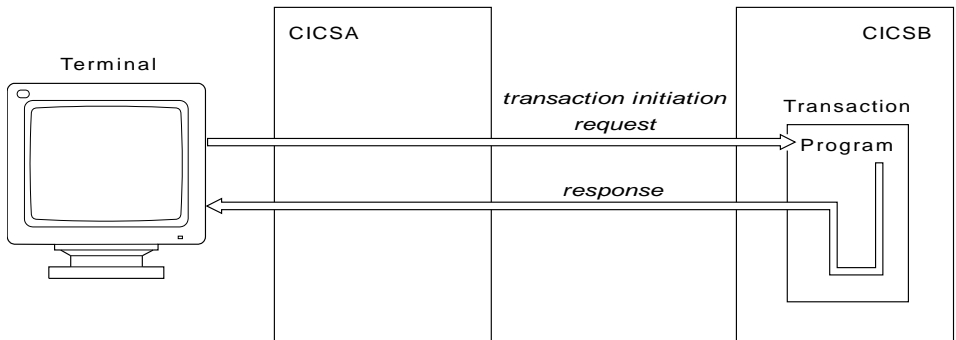 CICSA
CICSB
Terminal
transaction initiation
request
Transaction
Program
response